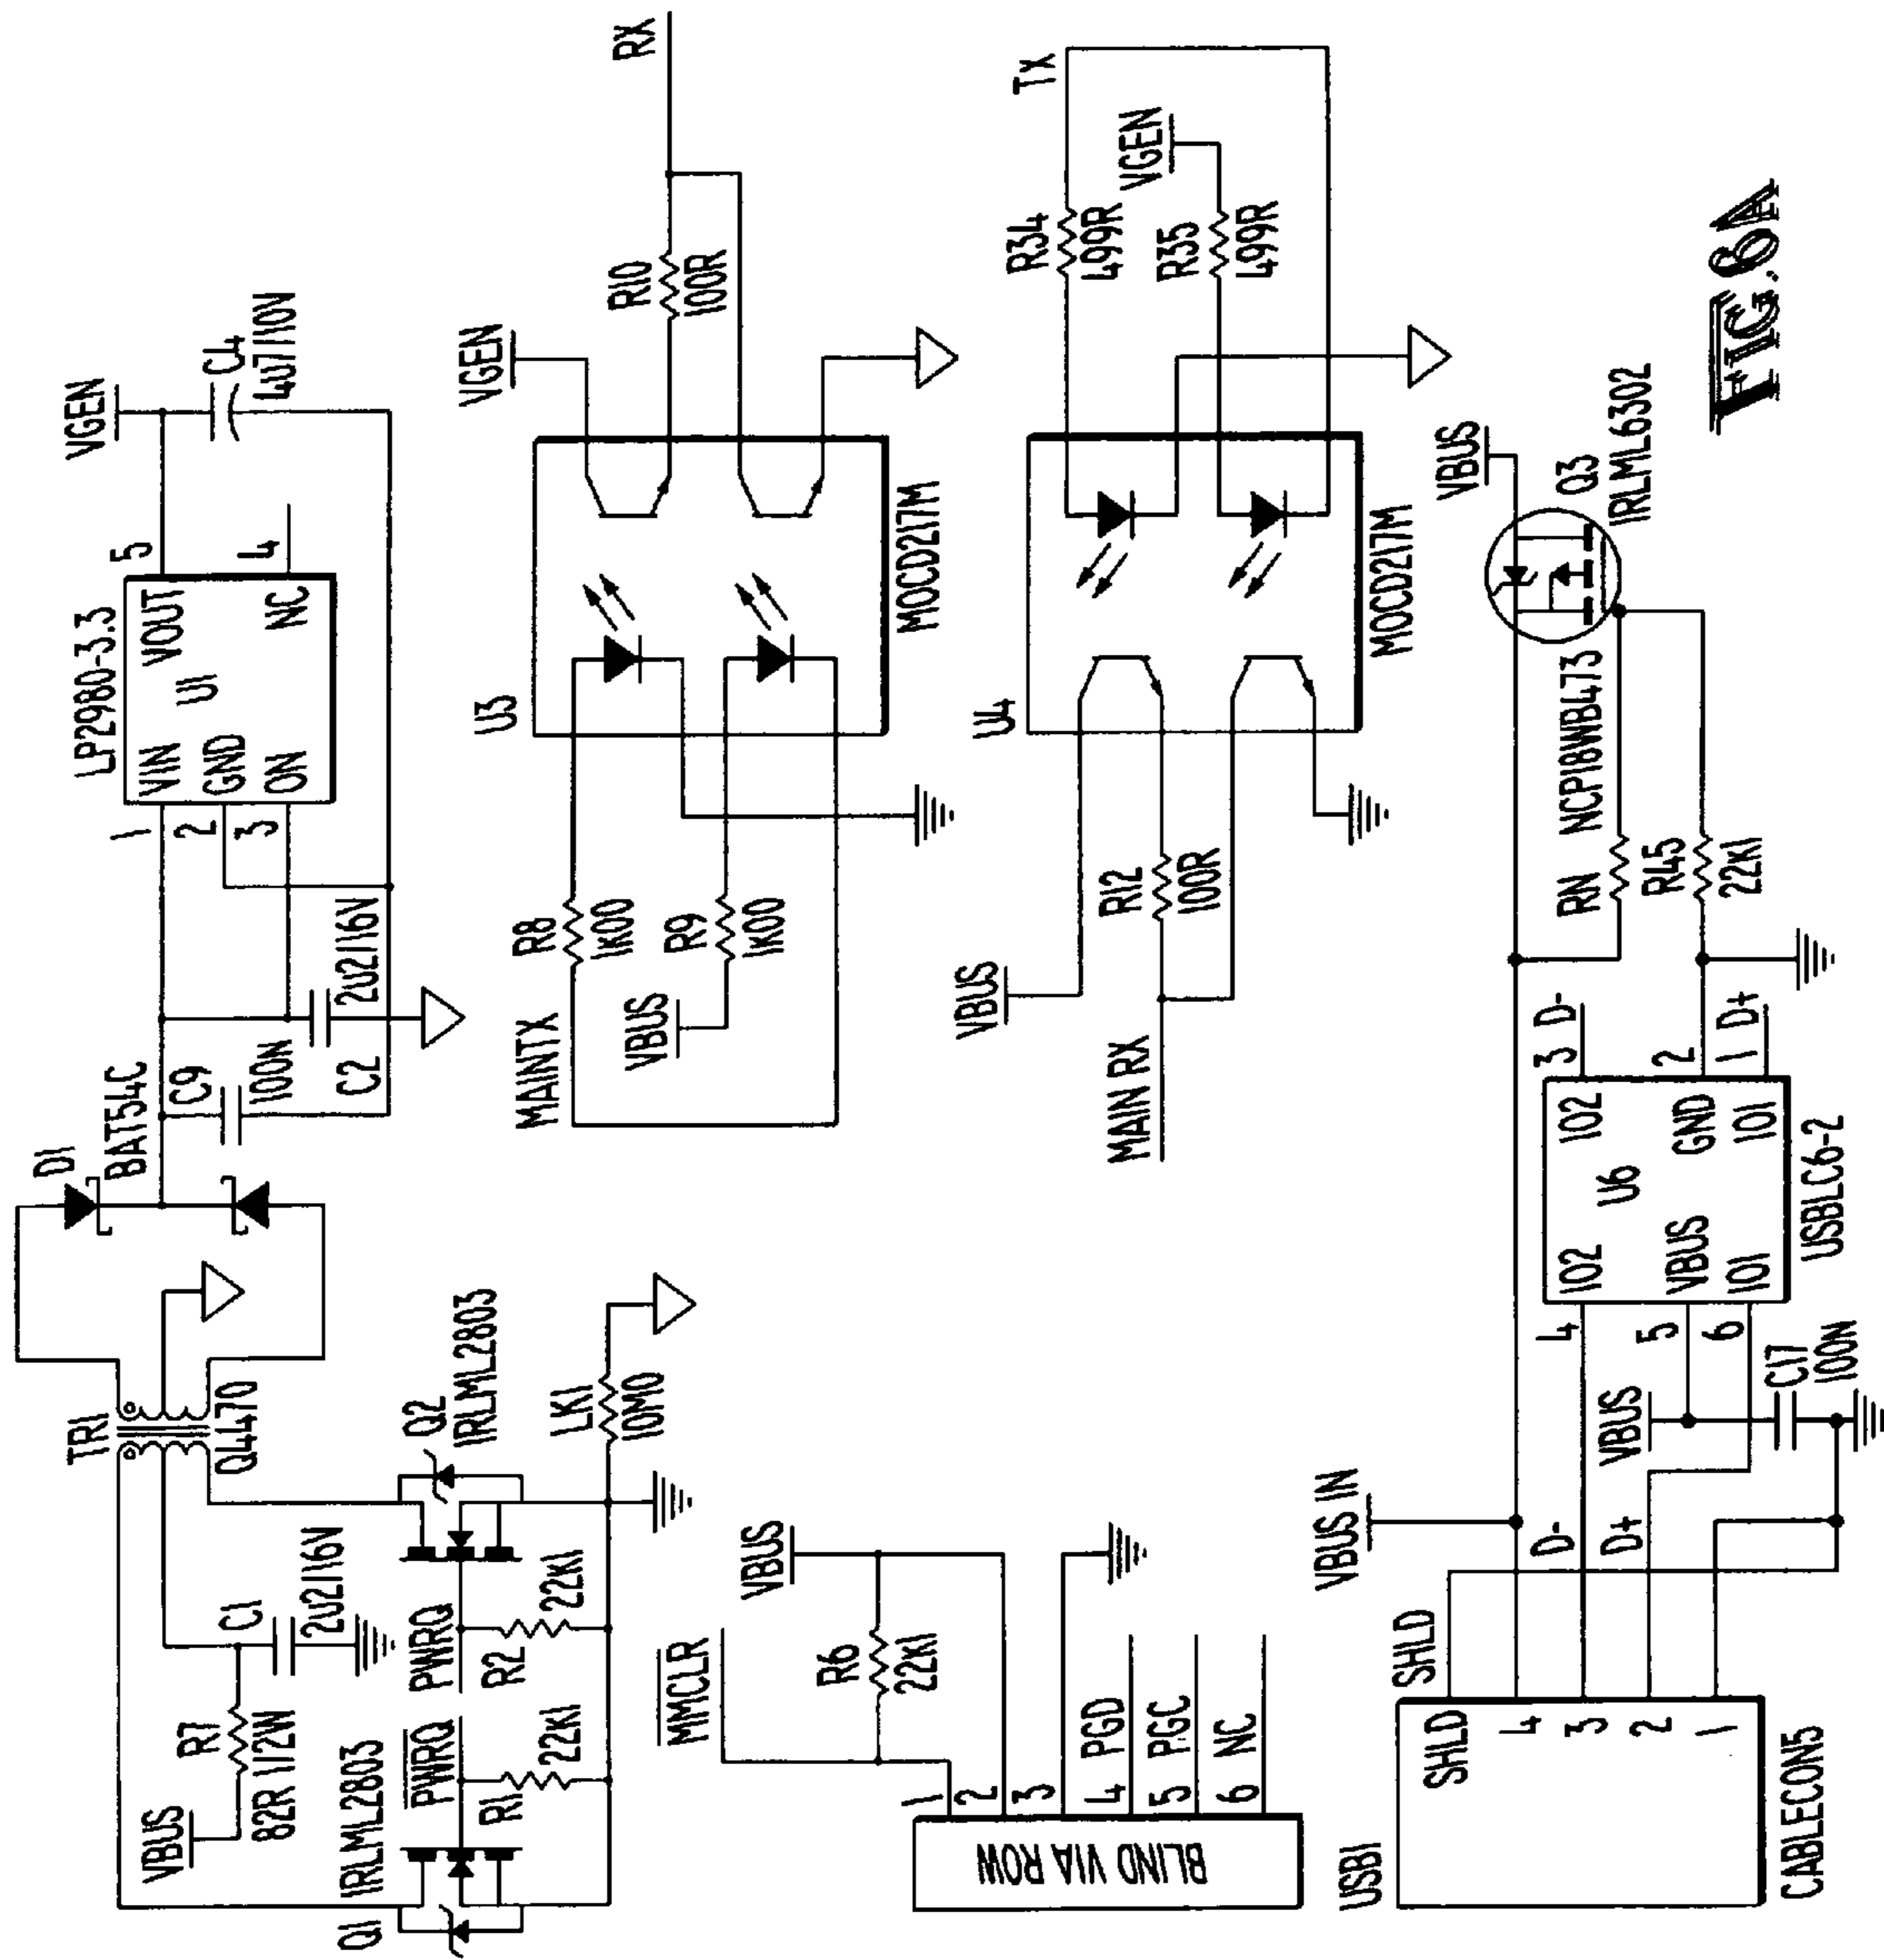 TR1
Q4470
D1
BAT54C
C9
100N
2U2/16V
C2
LP2980-3.3
VIN
VOUT
U1
GND
ON
NC
1
2
3
5
4
VGEN
C4
4U7/10V
VBUS
R7
82R 1/2W
C1
2U2/16V
Q1
IRLML2803
PWRQ
R1
22K1
PWRQ
R2
22K1
Q2
IRLML2803
LK1
10M0
MAINTX
R8
1K00
VBUS
R9
1K00
U3
MOCD217M
VGEN
R10
100R
RX
MMCLR
R6
22K1
VBUS
BLIND VIA ROW
1
2
3
4 PGD
5 PGC
6 NC
VBUS
MAIN RX
R12
100R
U4
MOCD217M
R34
499R
TX
VGEN
R35
499R
USB1
CABLECON5
SHLD
SHLD
4
3
2
1
VBUS IN
D-
D+
VBUS
C17
100N
4
5
6
IO2
VBUS
IO1
U6
IO2
GND
IO1
3 D-
2
1 D+
USBLC6-2
RN
NCP18WB473
R45
22K1
VBUS
Q3
IRLML6302
FIG.6A